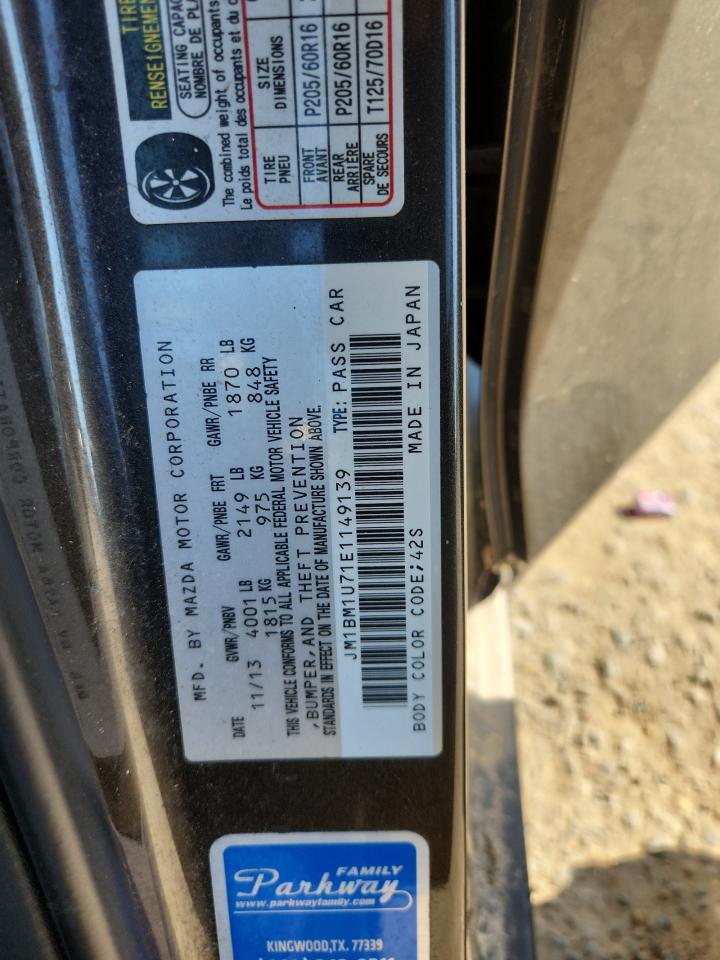 TIRE
RENSEIGNEMEN
SEATING CAPAC
NOMBRE DE PLA
The combined weight of occupants
Le poids total des occupants et du c
TIRE SIZE
PNEU DIMENSIONS
FRONT P205/60R16
AVANT
REAR P205/60R16
ARRIÈRE
SPARE T125/70D16
DE SECOURS
MFD. BY MAZDA MOTOR CORPORATION
DATE GVWR/PNBV GAWR/PNBE FRT GAWR/PNBE RR
11/13 4001 LB 2149 LB 1870 LB
1815 KG 975 KG 848 KG
THIS VEHICLE CONFORMS TO ALL APPLICABLE FEDERAL MOTOR VEHICLE SAFETY
,BUMPER,AND THEFT PREVENTION
STANDARDS IN EFFECT ON THE DATE OF MANUFACTURE SHOWN ABOVE.
JM1BM1U71E1149139 TYPE: PASS CAR
BODY COLOR CODE;42S MADE IN JAPAN
FAMILY
Parkway
www.parkwayfamily.com
KINGWOOD,TX. 77339